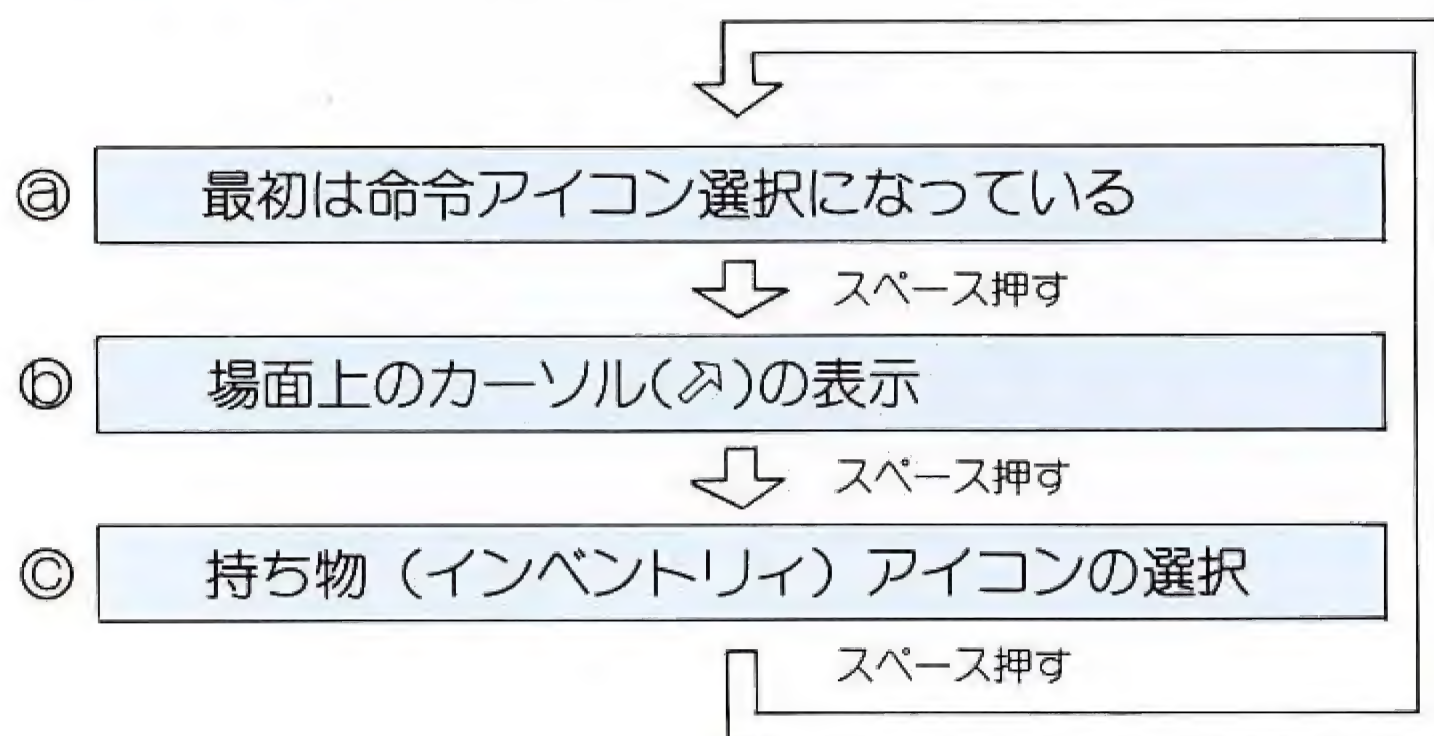 ⓐ 最初は命令アイコン選択になっている
スペース押す
ⓑ 場面上のカーソル(⇗)の表示
スペース押す
ⓒ 持ち物（インベントリィ）アイコンの選択
スペース押す